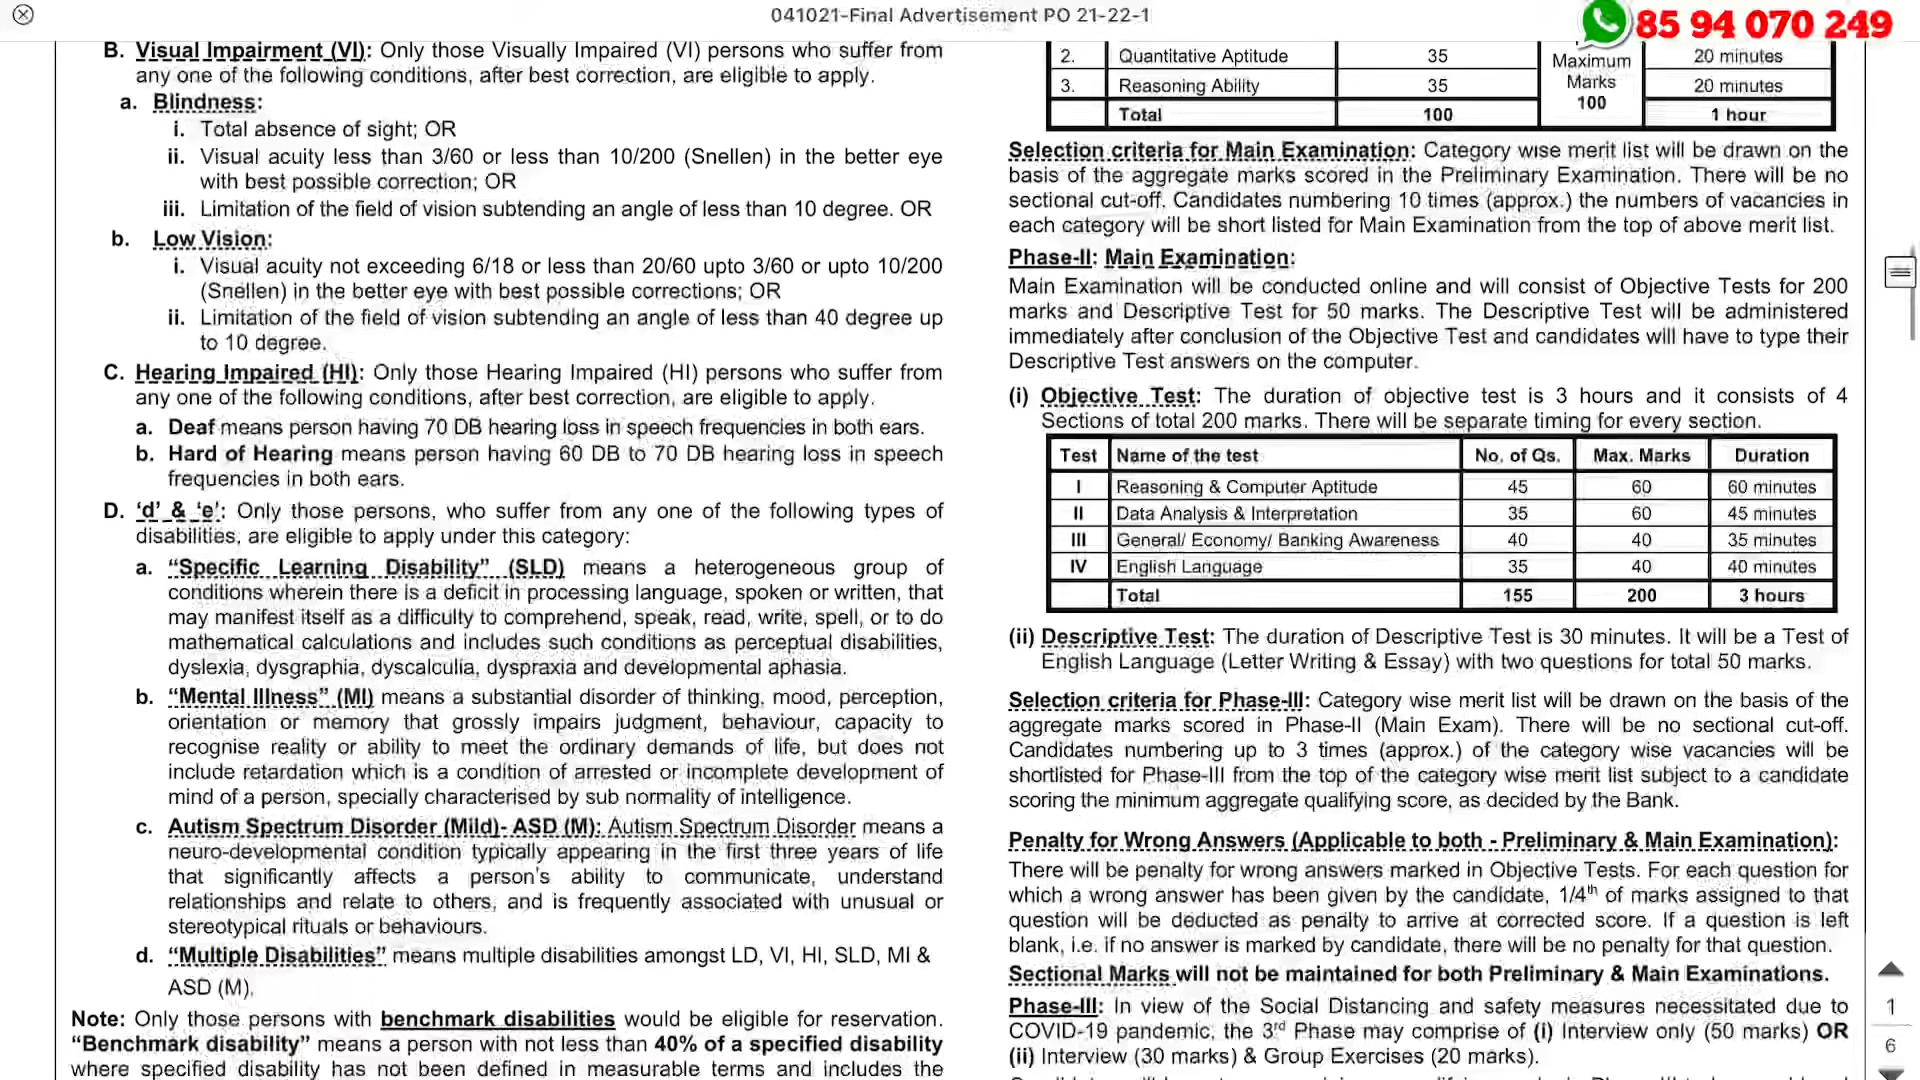 041021-Final Advertisement PO 21-22-1
85 94 070 249
B. Visual Impairment (VI): Only those Visually Impaired (VI) persons who suffer from
any one of the following conditions, after best correction, are eligible to apply.
a. Blindness:
i. Total absence of sight; OR
ii. Visual acuity less than 3/60 or less than 10/200 (Snellen) in the better eye
with best possible correction; OR
iii. Limitation of the field of vision subtending an angle of less than 10 degree. OR
b. Low Vision:
i. Visual acuity not exceeding 6/18 or less than 20/60 upto 3/60 or upto 10/200
(Snellen) in the better eye with best possible corrections; OR
ii. Limitation of the field of vision subtending an angle of less than 40 degree up
to 10 degree.
C. Hearing Impaired (HI): Only those Hearing Impaired (HI) persons who suffer from
any one of the following conditions, after best correction, are eligible to apply.
a. Deaf means person having 70 DB hearing loss in speech frequencies in both ears.
b. Hard of Hearing means person having 60 DB to 70 DB hearing loss in speech
frequencies in both ears.
D. ‘d’ & ‘e’: Only those persons, who suffer from any one of the following types of
disabilities, are eligible to apply under this category:
a. “Specific Learning Disability” (SLD) means a heterogeneous group of
conditions wherein there is a deficit in processing language, spoken or written, that
may manifest itself as a difficulty to comprehend, speak, read, write, spell, or to do
mathematical calculations and includes such conditions as perceptual disabilities,
dyslexia, dysgraphia, dyscalculia, dyspraxia and developmental aphasia.
b. “Mental Illness” (MI) means a substantial disorder of thinking, mood, perception,
orientation or memory that grossly impairs judgment, behaviour, capacity to
recognise reality or ability to meet the ordinary demands of life, but does not
include retardation which is a condition of arrested or incomplete development of
mind of a person, specially characterised by sub normality of intelligence.
c. Autism Spectrum Disorder (Mild)- ASD (M): Autism Spectrum Disorder means a
neuro-developmental condition typically appearing in the first three years of life
that significantly affects a person’s ability to communicate, understand
relationships and relate to others, and is frequently associated with unusual or
stereotypical rituals or behaviours.
d. “Multiple Disabilities” means multiple disabilities amongst LD, VI, HI, SLD, MI &
ASD (M).
Note: Only those persons with benchmark disabilities would be eligible for reservation.
“Benchmark disability” means a person with not less than 40% of a specified disability
where specified disability has not been defined in measurable terms and includes the
2. Quantitative Aptitude 35 Maximum 20 minutes
3. Reasoning Ability 35 Marks 20 minutes
Total 100 100 1 hour
Selection criteria for Main Examination: Category wise merit list will be drawn on the
basis of the aggregate marks scored in the Preliminary Examination. There will be no
sectional cut-off. Candidates numbering 10 times (approx.) the numbers of vacancies in
each category will be short listed for Main Examination from the top of above merit list.
Phase-II: Main Examination:
Main Examination will be conducted online and will consist of Objective Tests for 200
marks and Descriptive Test for 50 marks. The Descriptive Test will be administered
immediately after conclusion of the Objective Test and candidates will have to type their
Descriptive Test answers on the computer.
(i) Objective Test: The duration of objective test is 3 hours and it consists of 4
Sections of total 200 marks. There will be separate timing for every section.
Test Name of the test No. of Qs. Max. Marks Duration
I Reasoning & Computer Aptitude 45 60 60 minutes
II Data Analysis & Interpretation 35 60 45 minutes
III General/ Economy/ Banking Awareness 40 40 35 minutes
IV English Language 35 40 40 minutes
Total 155 200 3 hours
(ii) Descriptive Test: The duration of Descriptive Test is 30 minutes. It will be a Test of
English Language (Letter Writing & Essay) with two questions for total 50 marks.
Selection criteria for Phase-III: Category wise merit list will be drawn on the basis of the
aggregate marks scored in Phase-II (Main Exam). There will be no sectional cut-off.
Candidates numbering up to 3 times (approx.) of the category wise vacancies will be
shortlisted for Phase-III from the top of the category wise merit list subject to a candidate
scoring the minimum aggregate qualifying score, as decided by the Bank.
Penalty for Wrong Answers (Applicable to both - Preliminary & Main Examination):
There will be penalty for wrong answers marked in Objective Tests. For each question for
which a wrong answer has been given by the candidate, 1/4th of marks assigned to that
question will be deducted as penalty to arrive at corrected score. If a question is left
blank, i.e. if no answer is marked by candidate, there will be no penalty for that question.
Sectional Marks will not be maintained for both Preliminary & Main Examinations.
Phase-III: In view of the Social Distancing and safety measures necessitated due to
COVID-19 pandemic, the 3rd Phase may comprise of (i) Interview only (50 marks) OR
(ii) Interview (30 marks) & Group Exercises (20 marks).
1
6